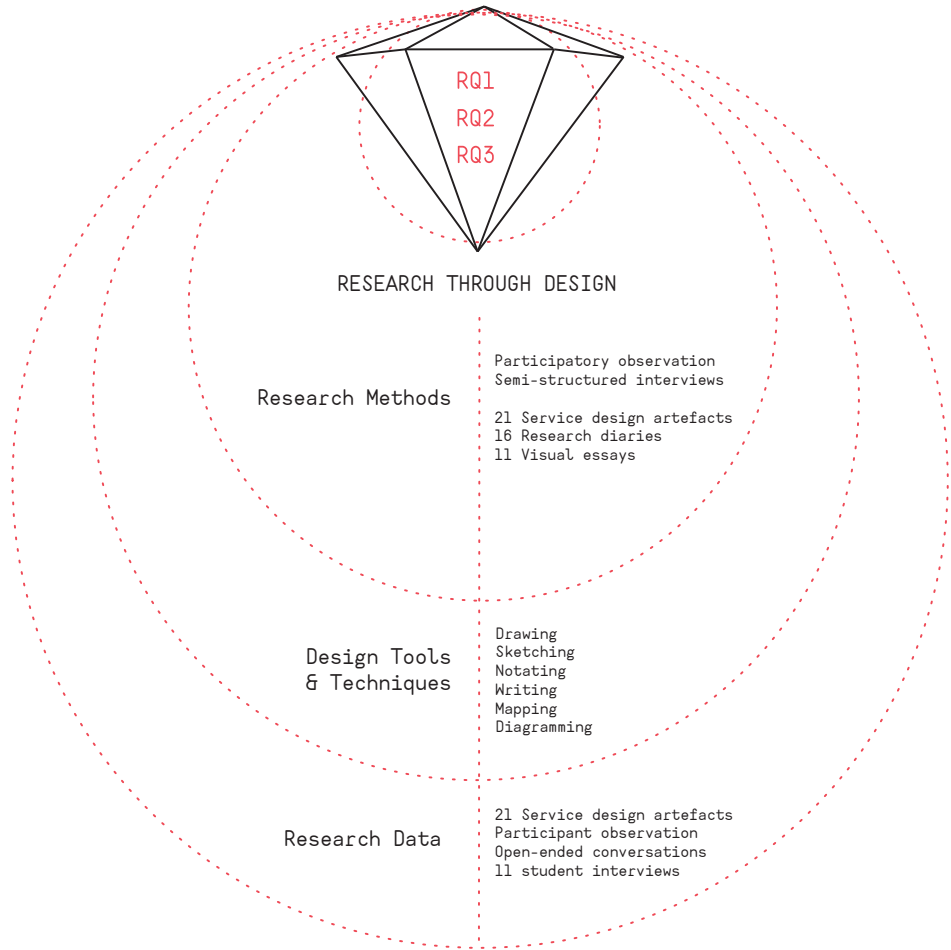 RQ1
RQ2
RQ3
RESEARCH THROUGH DESIGN
Research Methods
Participatory observation
Semi-structured interviews
21 Service design artefacts
16 Research diaries
11 Visual essays
Design Tools
& Techniques
Drawing
Sketching
Notating
Writing
Mapping
Diagramming
Research Data
21 Service design artefacts
Participant observation
Open-ended conversations
11 student interviews